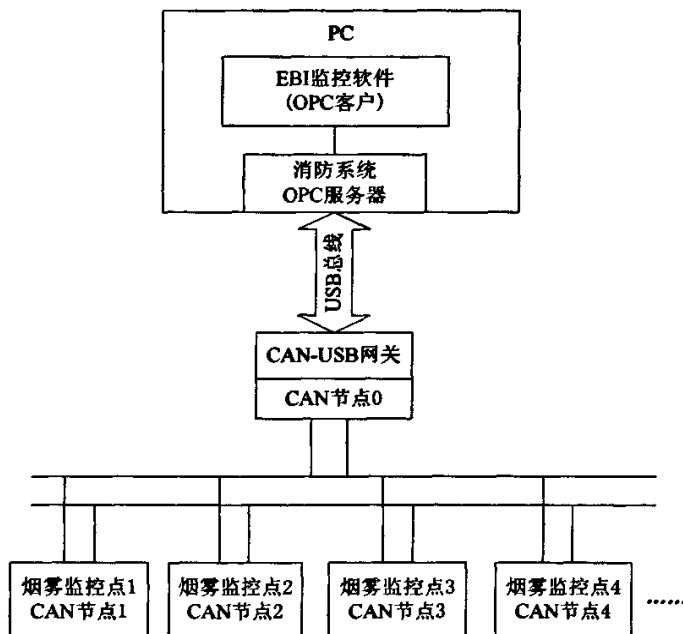 PC
EBI监控软件
(OPC客户)
消防系统
OPC服务器
USB总线
CAN-USB网关
CAN节点0
烟雾监控点1
CAN节点1
烟雾监控点2
CAN节点2
烟雾监控点3
CAN节点3
烟雾监控点4
CAN节点4
……